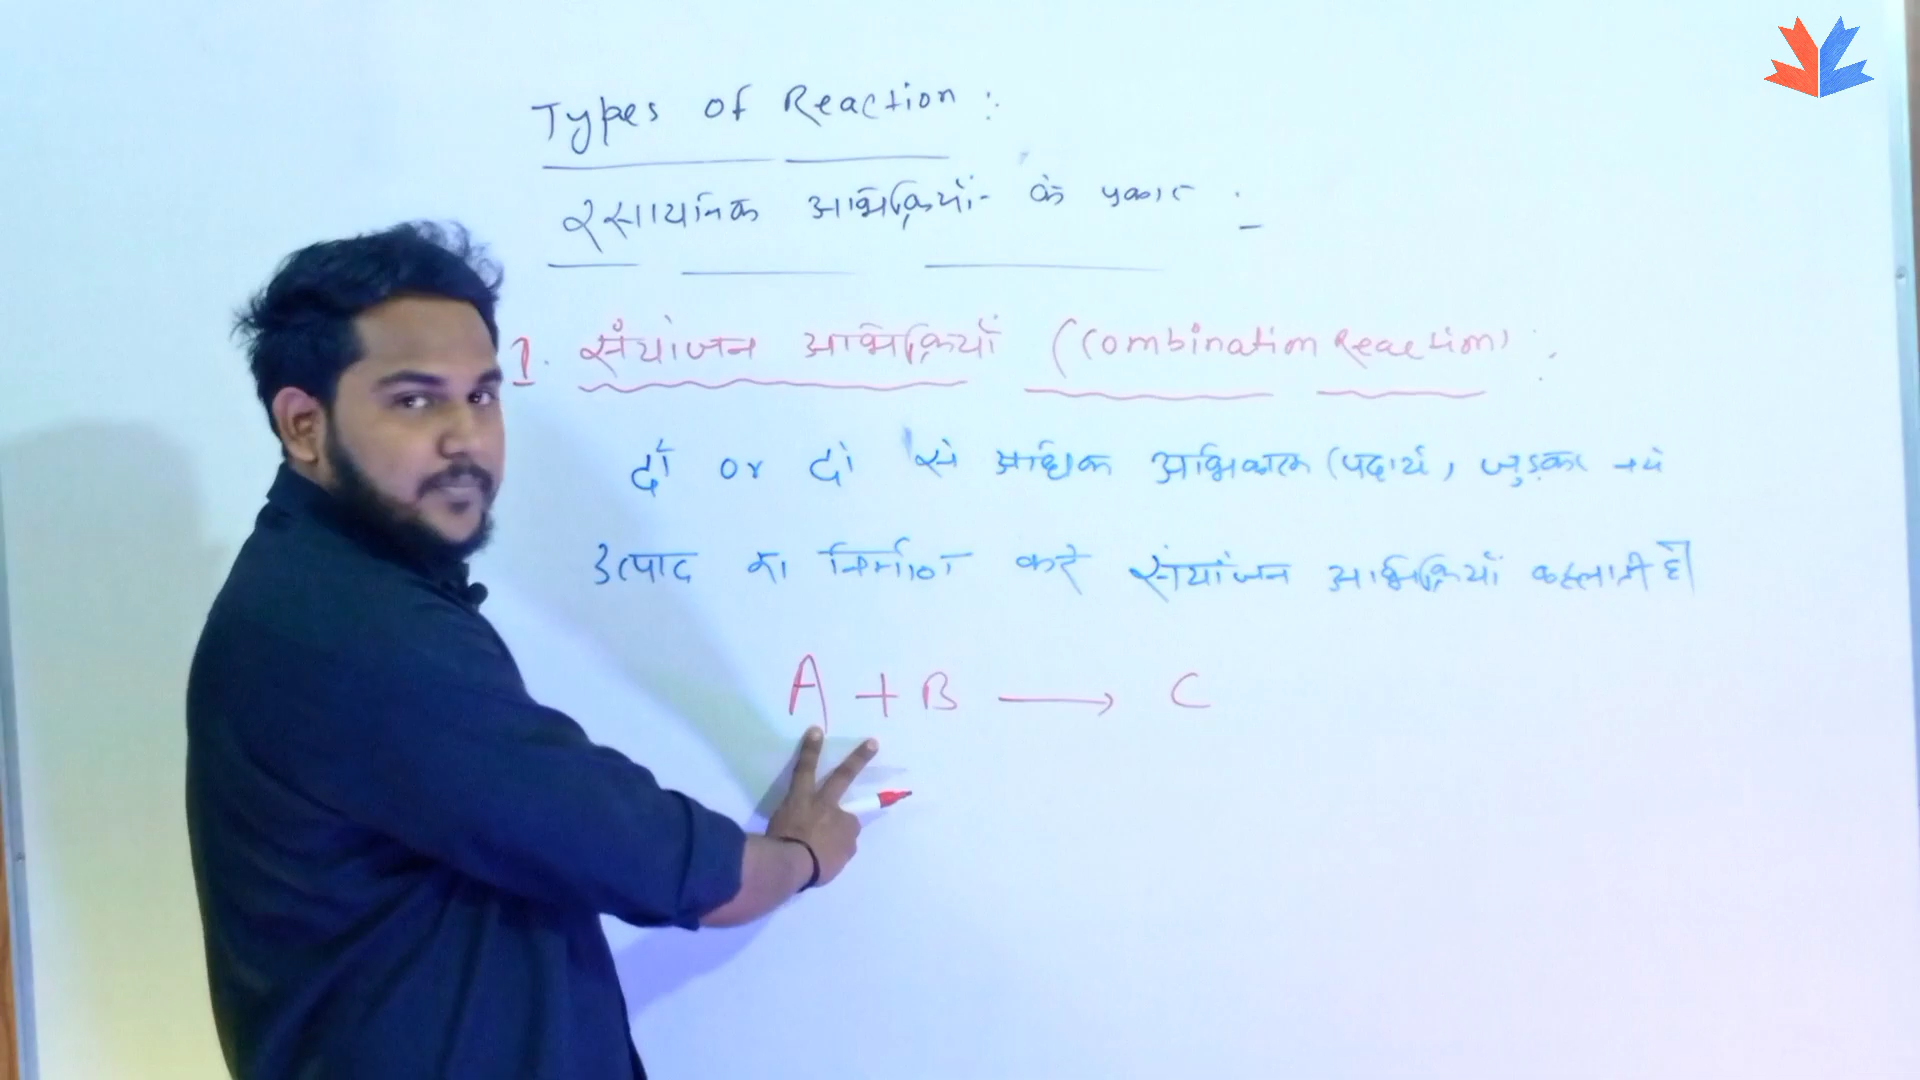 Types of Reaction :
रसायनिक अभिक्रियाँ के प्रकार :-
1. संयोजन अभिक्रियाँ (Combination Reaction) :
दो or दो से अधिक अभिकारक (पदार्थ) जुड़कर नये
उत्पाद का निर्माण करे संयोजन अभिक्रियाँ कहलाती है।
A + B ⟶ C